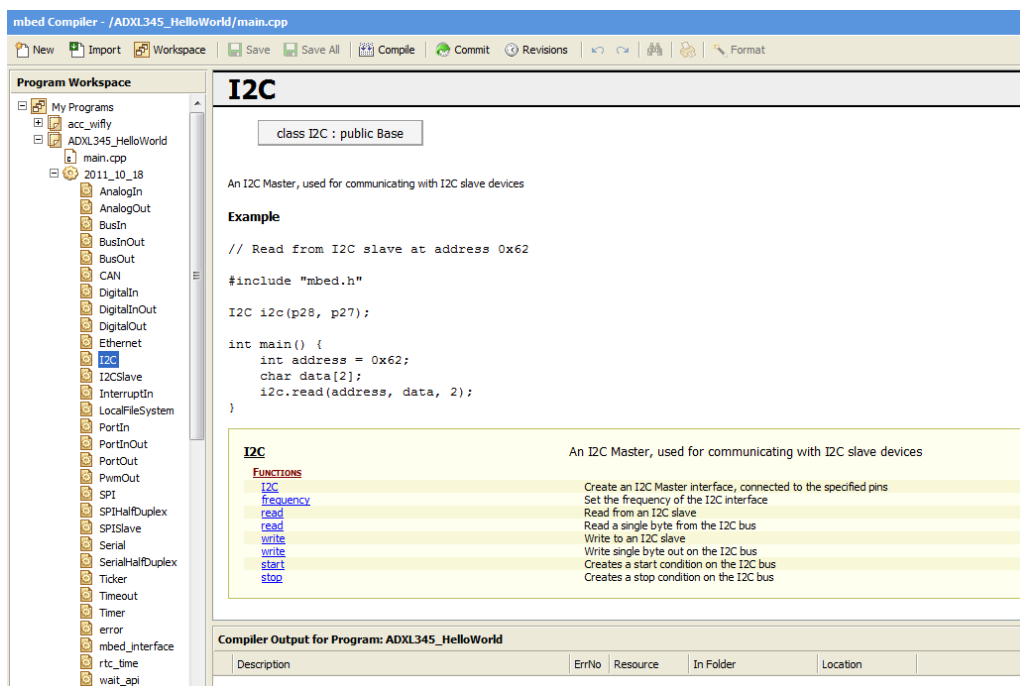 mbed Compiler - /ADXL345_HelloWorld/main.cpp
New Import Workspace Save Save All Compile Commit Revisions Format
Program Workspace
My Programs
acc_wifly
ADXL345_HelloWorld
main.cpp
2011_10_18
AnalogIn
AnalogOut
BusIn
BusInOut
BusOut
CAN
DigitalIn
DigitalInOut
DigitalOut
Ethernet
I2C
I2CSlave
InterruptIn
LocalFileSystem
PortIn
PortInOut
PortOut
PwmOut
SPI
SPIHalfDuplex
SPISlave
Serial
SerialHalfDuplex
Ticker
Timeout
Timer
error
mbed_interface
rtc_time
wait_api
I2C
class I2C : public Base
An I2C Master, used for communicating with I2C slave devices
Example
// Read from I2C slave at address 0x62
#include "mbed.h"
I2C i2c(p28, p27);
int main() {
int address = 0x62;
char data[2];
i2c.read(address, data, 2);
}
I2C An I2C Master, used for communicating with I2C slave devices
FUNCTIONS
I2C Create an I2C Master interface, connected to the specified pins
frequency Set the frequency of the I2C interface
read Read from an I2C slave
read Read a single byte from the I2C bus
write Write to an I2C slave
write Write single byte out on the I2C bus
start Creates a start condition on the I2C bus
stop Creates a stop condition on the I2C bus
Compiler Output for Program: ADXL345_HelloWorld
Description ErrNo Resource In Folder Location